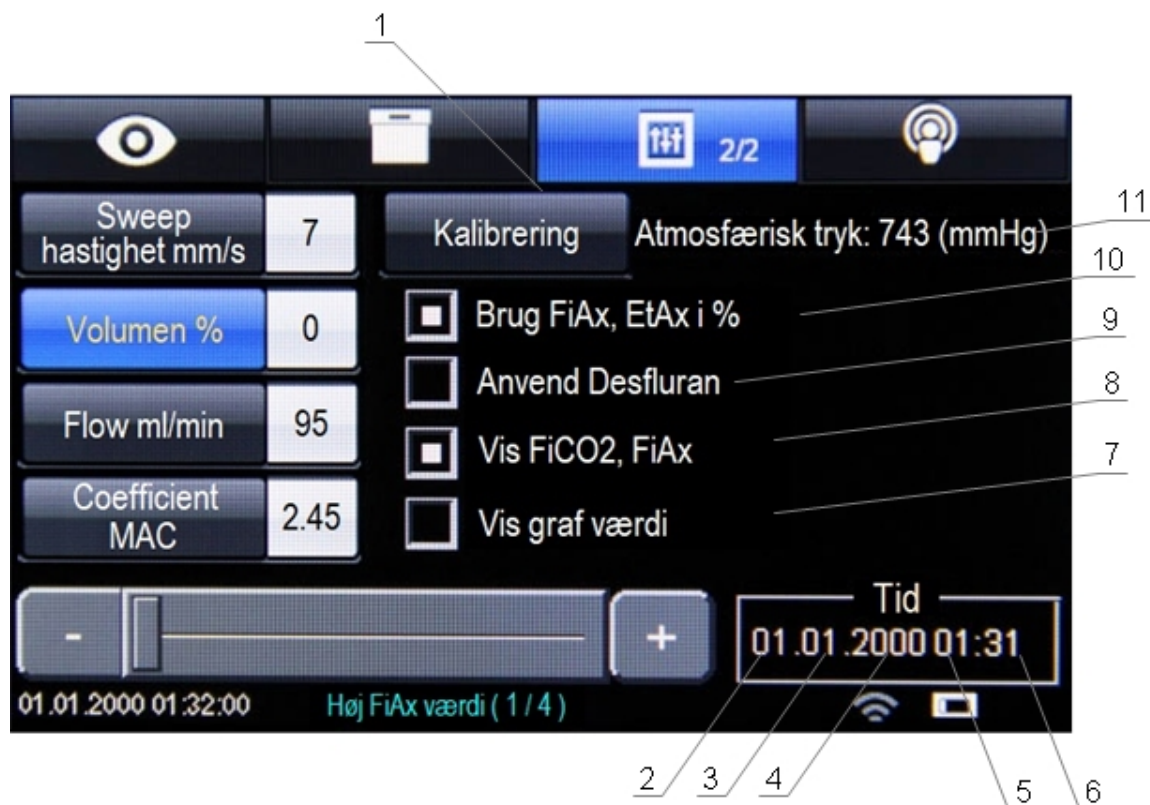 1
2/2
Sweep
hastighet mm/s
7
Kalibrering
Atmosfærisk tryk: 743 (mmHg)
11
Volumen %
0
Brug FiAx, EtAx i %
10
Anvend Desfluran
9
Flow ml/min
95
Vis FiCO2, FiAx
8
Coefficient
MAC
2.45
Vis graf værdi
7
-
+
Tid
01.01.2000 01:31
01.01.2000 01:32:00
Høj FiAx værdi ( 1 / 4 )
2
3
4
5
6